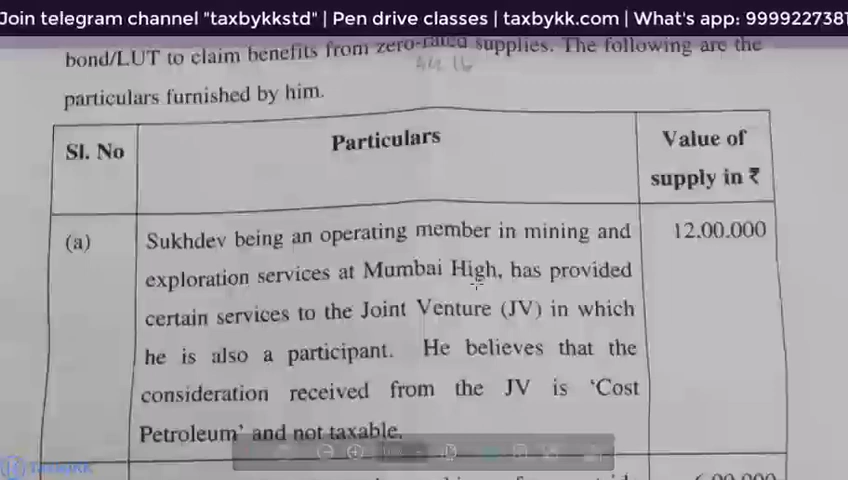 Join telegram channel "taxbykkstd" | Pen drive classes | taxbykk.com | What's app: 9999227381
bond/LUT to claim benefits from zero-rated supplies. The following are the
particulars furnished by him.
Sl. No
Particulars
Value of
supply in ₹
(a)
Sukhdev being an operating member in mining and
exploration services at Mumbai High, has provided
certain services to the Joint Venture (JV) in which
he is also a participant. He believes that the
consideration received from the JV is ‘Cost
Petroleum’ and not taxable.
12,00,000
TAXBYKK